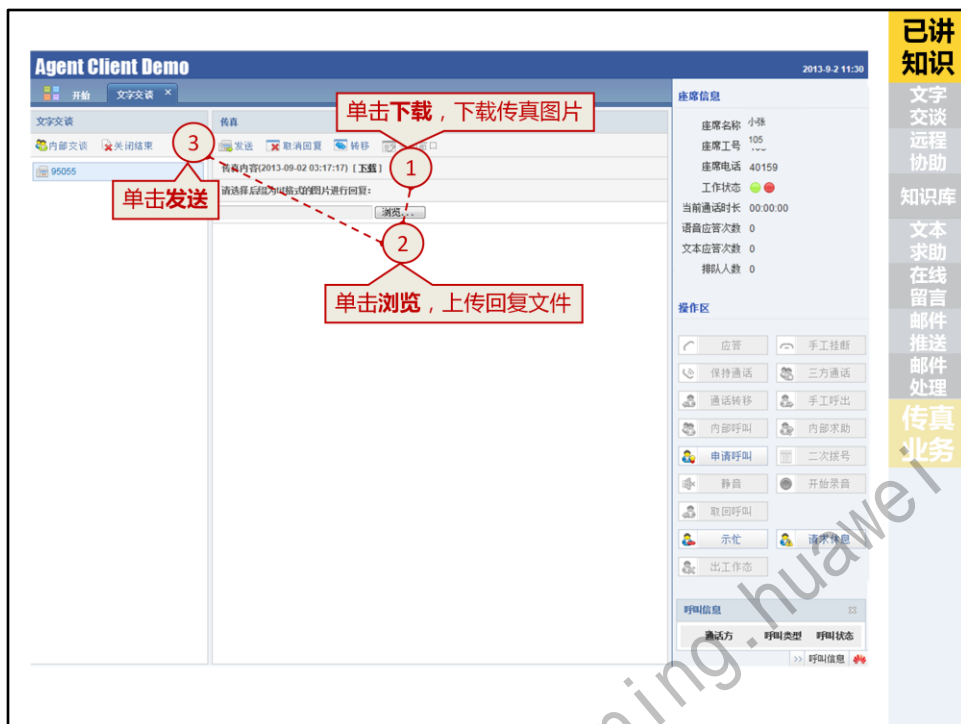 Agent Client Demo
2013-9-2 11:30
开始
文字交谈 ×
文字交谈
内部交谈 关闭结束
95055
传真
发送 取消回复 转移
传真内容(2013-09-02 03:17:17) [下载]
请选择后缀为tif格式的图片进行回复:
浏览...
单击下载，下载传真图片
1
2
3
单击发送
单击浏览，上传回复文件
座席信息
座席名称 小张
座席工号 105
座席电话 40159
工作状态
当前通话时长 00:00:00
语音应答次数 0
文本应答次数 0
排队人数 0
操作区
应答 手工挂断
保持通话 三方通话
通话转移 手工呼出
内部呼叫 内部求助
申请呼叫 二次拨号
静音 开始录音
取回呼叫
示忙 请求休息
出工作态
呼叫信息
通话方 呼叫类型 呼叫状态
>> 呼叫信息
已讲
知识
文字
交谈
远程
协助
知识库
文本
求助
在线
留言
邮件
推送
邮件
处理
传真
业务
ning.huawei